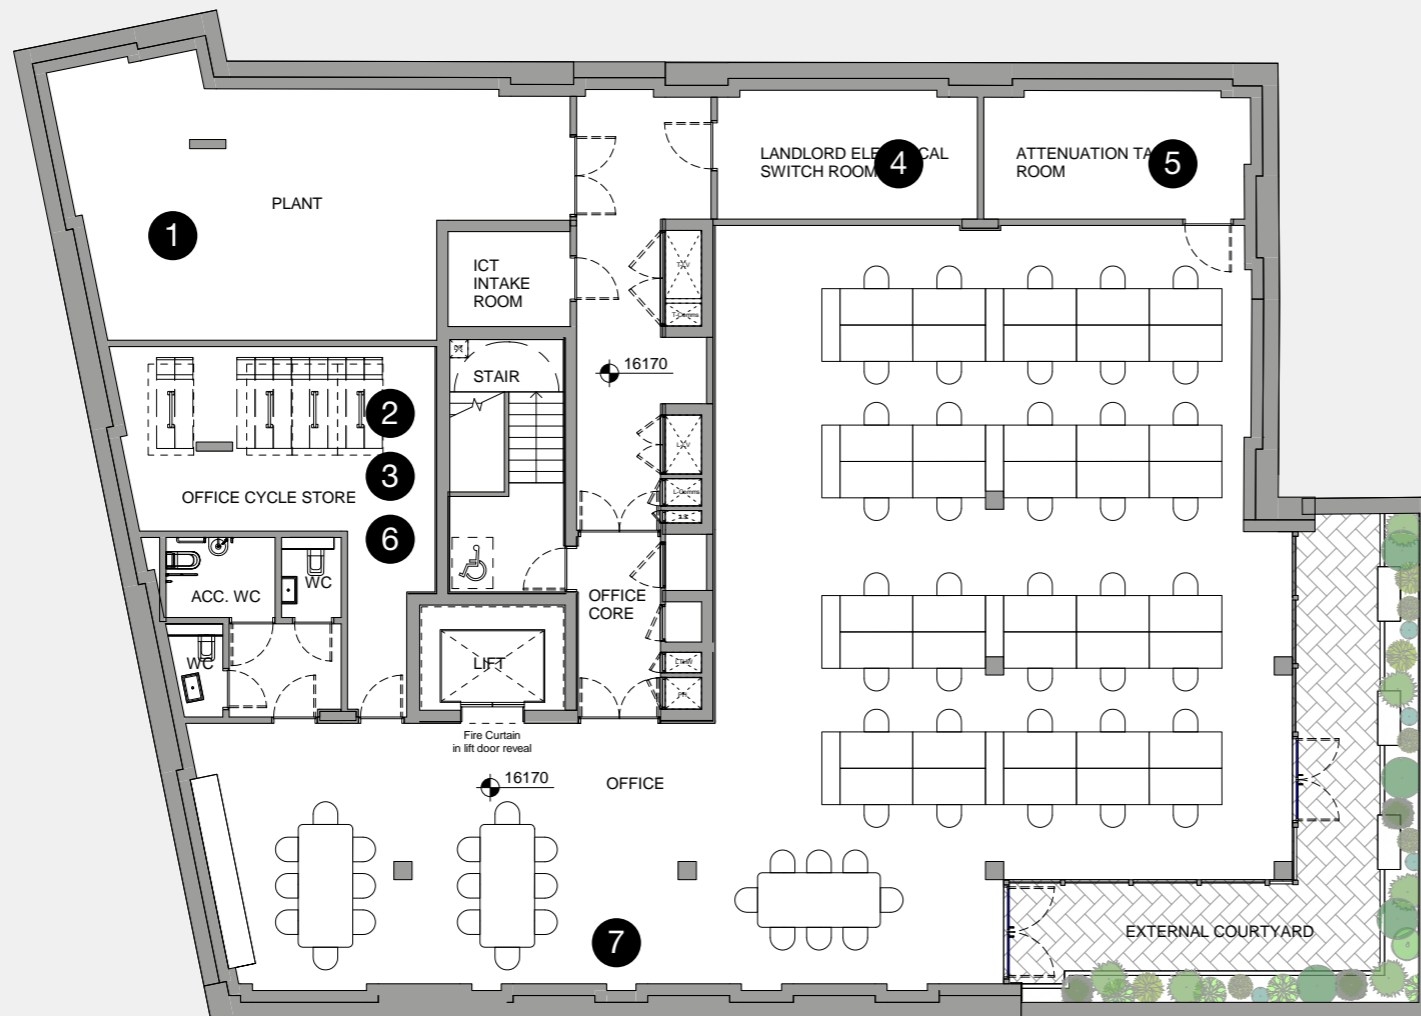 LANDLORD ELE CAL
SWITCH ROOM
4
ATTENUATION TA
ROOM
5
PLANT
1
ICT
INTAKE
ROOM
T-Comms
STAIR
16170
2
3
OFFICE CYCLE STORE
L-Comms
6
WC
ACC. WC
OFFICE
CORE
WC
LIFT
Fire Curtain
in lift door reveal
16170
OFFICE
7
EXTERNAL COURTYARD